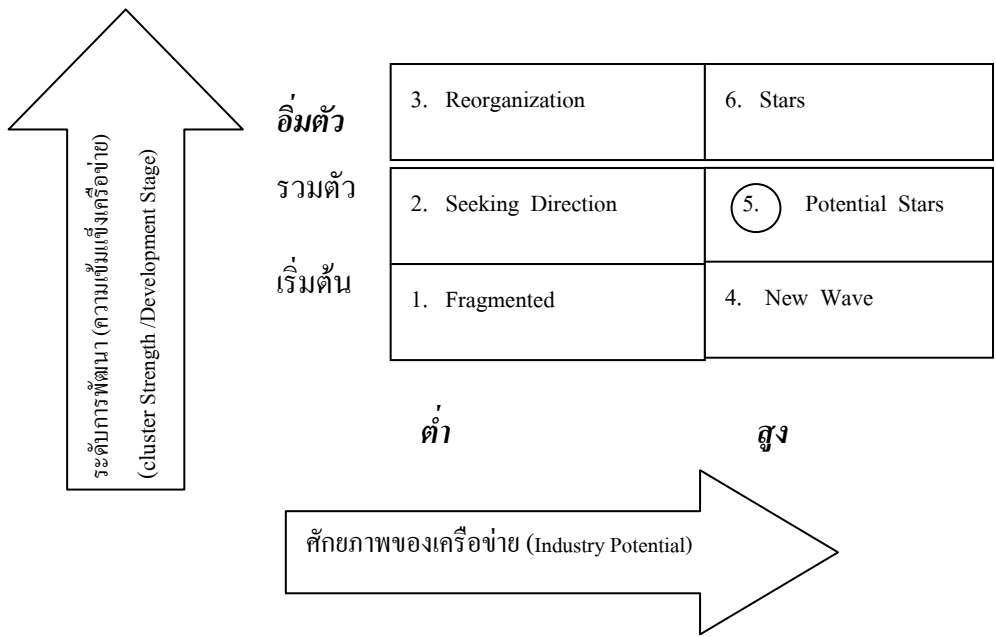 ระดับการพัฒนา (ความเข้มแข็งเครือข่าย)
(cluster Strength /Development Stage)
อิ่มตัว
3. Reorganization
6. Stars
รวมตัว
2. Seeking Direction
5. Potential Stars
เริ่มต้น
1. Fragmented
4. New Wave
ต่ำ
สูง
ศักยภาพของเครือข่าย (Industry Potential)